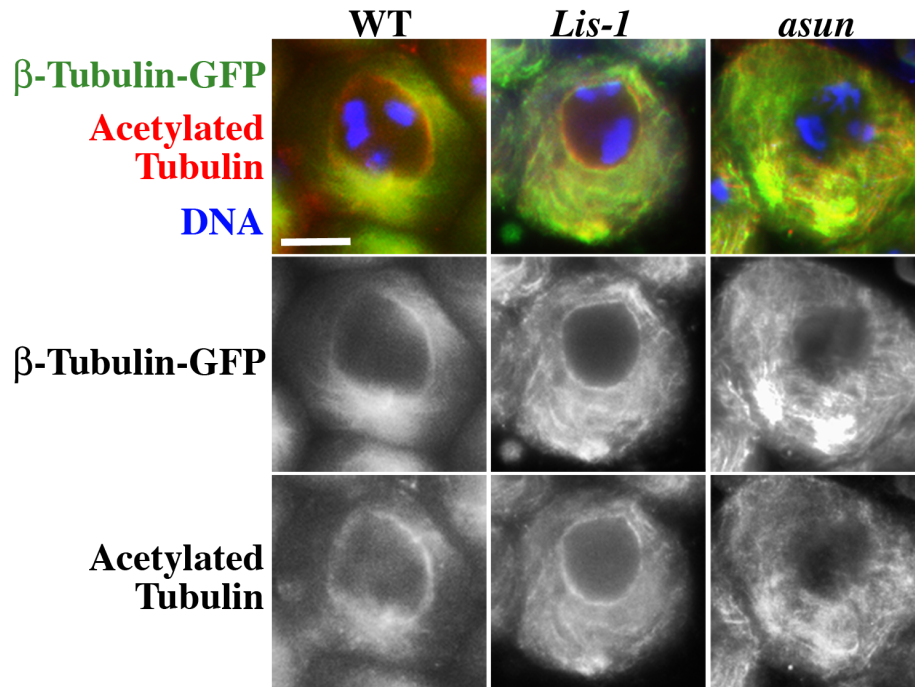 WT Lis-1 asun
β-Tubulin-GFP
Acetylated
Tubulin
DNA
β-Tubulin-GFP
Acetylated
Tubulin